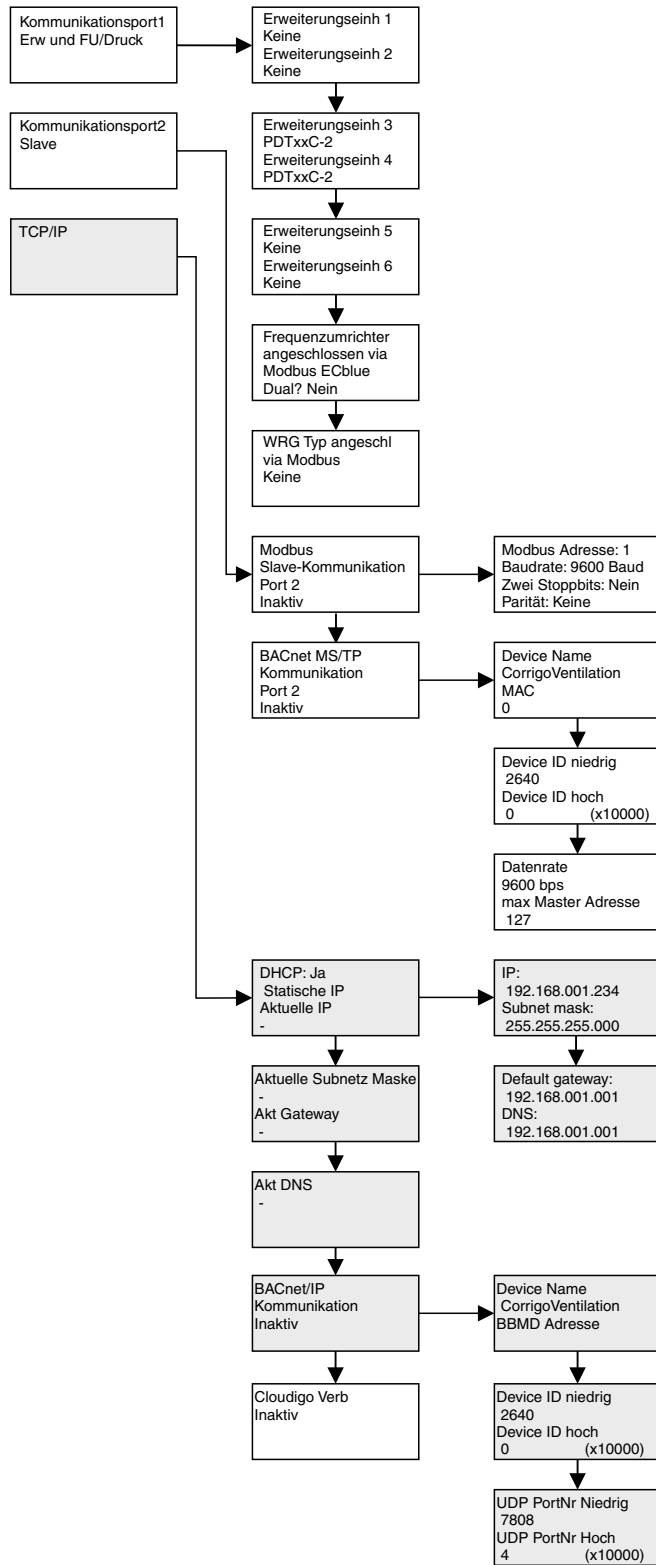 Kommunikationsport1
Erw und FU/Druck
Erweiterungseinh 1
Keine
Erweiterungseinh 2
Keine
Kommunikationsport2
Slave
Erweiterungseinh 3
PDTxxC-2
Erweiterungseinh 4
PDTxxC-2
TCP/IP
Erweiterungseinh 5
Keine
Erweiterungseinh 6
Keine
Frequenzumrichter
angeschlossen via
Modbus ECblue
Dual? Nein
WRG Typ angeschl
via Modbus
Keine
Modbus
Slave-Kommunikation
Port 2
Inaktiv
Modbus Adresse: 1
Baudrate: 9600 Baud
Zwei Stoppbits: Nein
Parität: Keine
BACnet MS/TP
Kommunikation
Port 2
Inaktiv
Device Name
CorrigoVentilation
MAC
0
Device ID niedrig
2640
Device ID hoch
0 (x10000)
Datenrate
9600 bps
max Master Adresse
127
DHCP: Ja
Statische IP
Aktuelle IP
-
IP:
192.168.001.234
Subnet mask:
255.255.255.000
Aktuelle Subnetz Maske
-
Akt Gateway
-
Default gateway:
192.168.001.001
DNS:
192.168.001.001
Akt DNS
-
BACnet/IP
Kommunikation
Inaktiv
Device Name
CorrigoVentilation
BBMD Adresse
Cloudigo Verb
Inaktiv
Device ID niedrig
2640
Device ID hoch
0 (x10000)
UDP PortNr Niedrig
7808
UDP PortNr Hoch
4 (x10000)